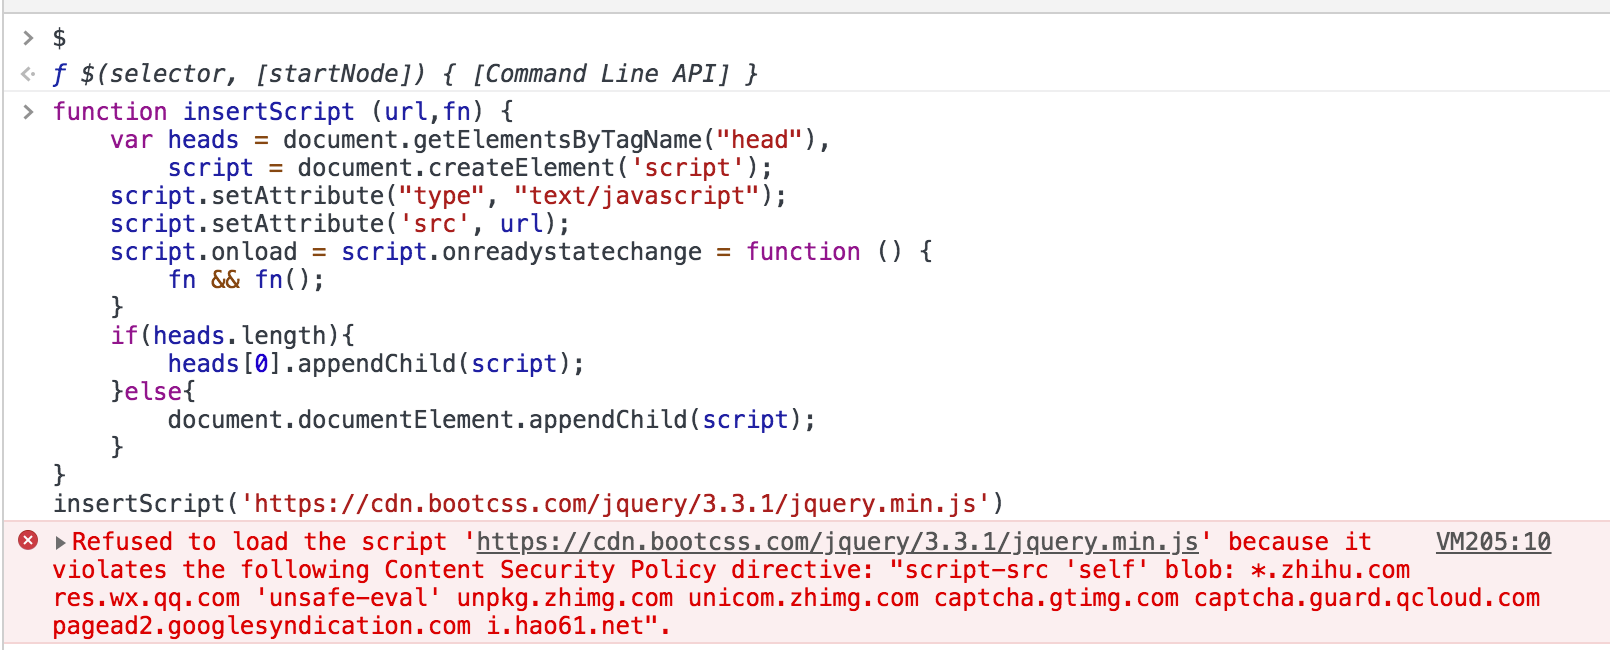 $
ƒ $(selector, [startNode]) { [Command Line API] }
function insertScript (url,fn) {
    var heads = document.getElementsByTagName("head"),
        script = document.createElement('script');
    script.setAttribute("type", "text/javascript");
    script.setAttribute('src', url);
    script.onload = script.onreadystatechange = function () {
        fn && fn();
    }
    if(heads.length){
        heads[0].appendChild(script);
    }else{
        document.documentElement.appendChild(script);
    }
}
insertScript('https://cdn.bootcss.com/jquery/3.3.1/jquery.min.js')
Refused to load the script 'https://cdn.bootcss.com/jquery/3.3.1/jquery.min.js' because it VM205:10
violates the following Content Security Policy directive: "script-src 'self' blob: *.zhihu.com
res.wx.qq.com 'unsafe-eval' unpkg.zhimg.com unicom.zhimg.com captcha.gtimg.com captcha.guard.qcloud.com
pagead2.googlesyndication.com i.hao61.net".